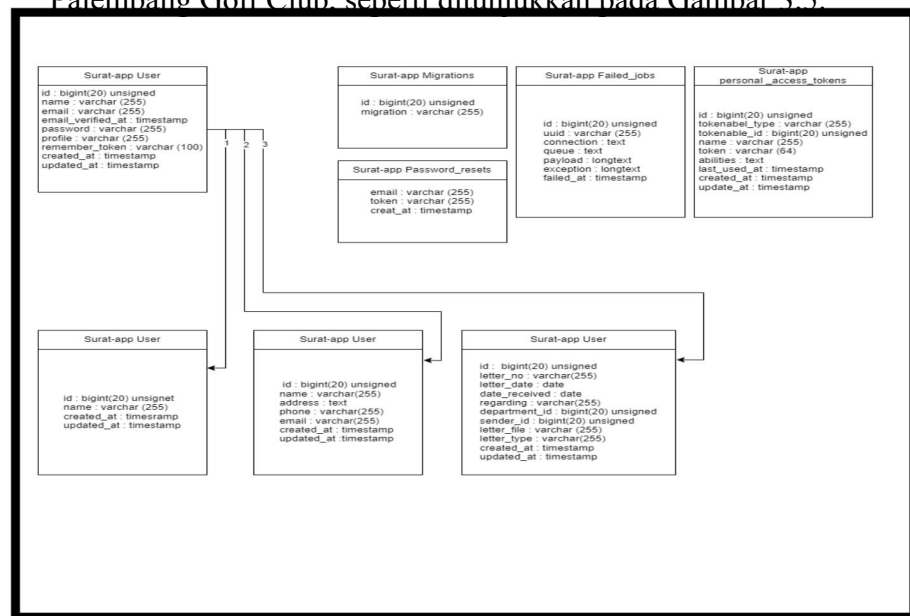 Palembang Golf Club, seperti ditunjukkan pada Gambar 3.5.
Surat-app User
id : bigint(20) unsigned
name : varchar (255)
email : varchar (255)
email_verified_at : timestamp
password : varchar (255)
profile : varchar (255)
remember_token : varchar (100)
created_at : timestamp
updated_at : timestamp
1
2
3
Surat-app Migrations
id : bigint(20) unsigned
migration : varchar (255)
Surat-app Password_resets
email : varchar (255)
token : varchar (255)
creat_at : timestamp
Surat-app Failed_jobs
id : bigint(20) unsigned
uuid : varchar (255)
connection : text
queue : text
payload : longtext
exception : longtext
failed_at : timestamp
Surat-app
personal _access_tokens
id : bigint(20) unsigned
tokenabel_type : varchar (255)
tokenable_id : bigint(20) unsigned
name : varchar (255)
token : varchar (64)
abilities : text
last_used_at : timestamp
created_at : timestamp
update_at : timestamp
Surat-app User
id : bigint(20) unsignet
name : varchar (255)
created_at : timesramp
updated_at : timestamp
Surat-app User
id : bigint(20) unsigned
name : varchar(255)
address : text
phone : varchar(255)
email : varchar(255)
created_at : timestamp
updated_at :timestamp
Surat-app User
id : bigint(20) unsigned
letter_no : varchar(255)
letter_date : date
date_received : date
regarding : varchar(255)
department_id : bigint(20) unsigned
sender_id : bigint(20) unsigned
letter_file : varchar (255)
letter_type : varchar(255)
created_at : timestamp
updated_at : timestamp